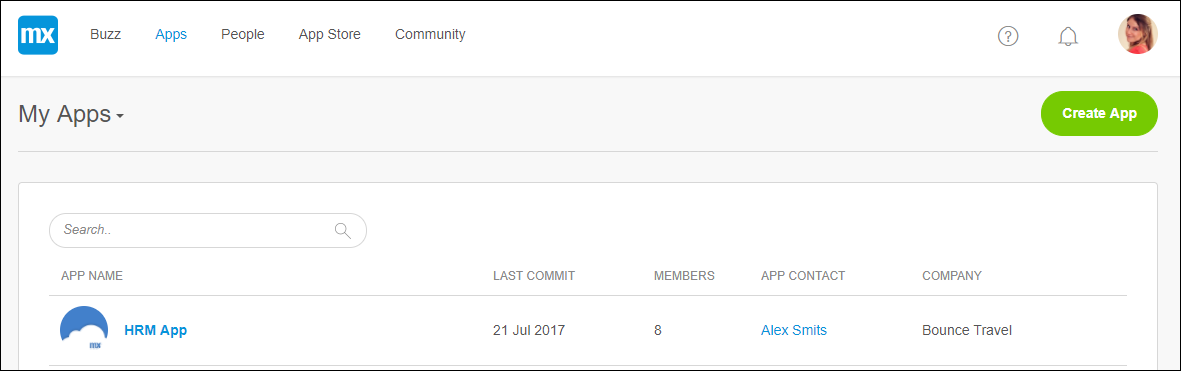 mx Buzz Apps People App Store Community ?
My Apps Create App
Search..
APP NAME LAST COMMIT MEMBERS APP CONTACT COMPANY
HRM App 21 Jul 2017 8 Alex Smits Bounce Travel
mx